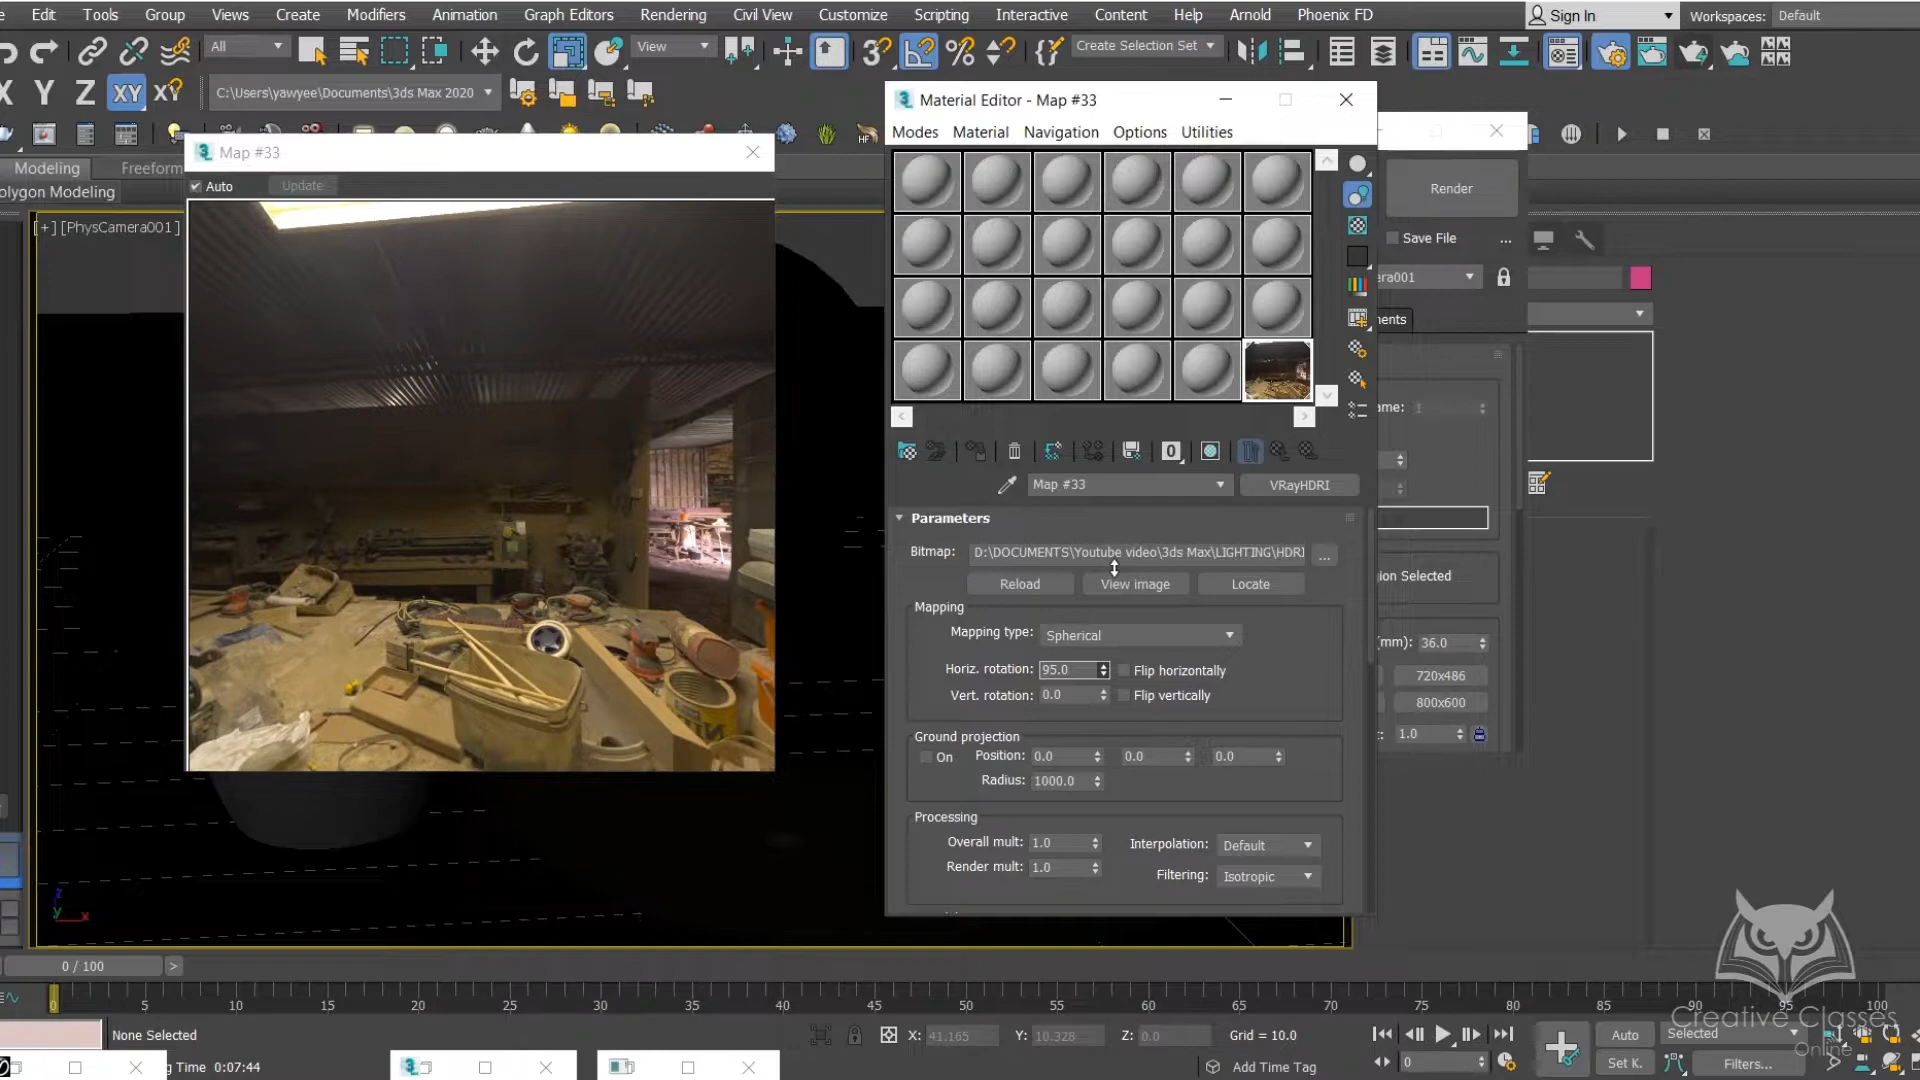 Edit Tools Group Views Create Modifiers Animation Graph Editors Rendering Civil View Customize Scripting Interactive Content Help Arnold Phoenix FD Sign In Workspaces: Default
All View Create Selection Set
X Y Z XY X? C:\Users\yawyee\Documents\3ds Max 2020
Modeling Freeform
olygon Modeling
[+] [PhysCamera001 ]
Map #33
Auto Update
Material Editor - Map #33
Modes Material Navigation Options Utilities
Map #33 VRayHDRI
Parameters
Bitmap: D:\DOCUMENTS\Youtube video\3ds Max\LIGHTING\HDRI ...
Reload View image Locate
Mapping
Mapping type: Spherical
Horiz. rotation: 95.0 Flip horizontally
Vert. rotation: 0.0 Flip vertically
Ground projection
On Position: 0.0 0.0 0.0
Radius: 1000.0
Processing
Overall mult: 1.0 Interpolation: Default
Render mult: 1.0 Filtering: Isotropic
Render
Save File ...
era001
ents
ame: 1
gion Selected
(mm): 36.0
720x486
800x600
: 1.0
0 / 100 >
0 5 10 15 20 25 30 35 40 45 50 55 60 65 70 75 80 85 90 95 100
None Selected X: 41.165 Y: 10.328 Z: 0.0 Grid = 10.0 Auto Selected
g Time 0:07:44 Add Time Tag 0 Set K. Filters...
Creative Classes
Online